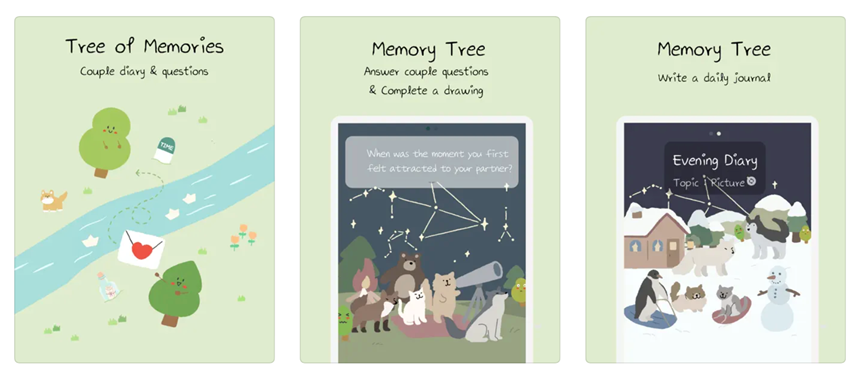 Tree of Memories
Couple diary & questions
TIME
Memory Tree
Answer couple questions
& Complete a drawing
When was the moment you first
felt attracted to your partner?
Memory Tree
Write a daily journal
Evening Diary
Topic : Picture